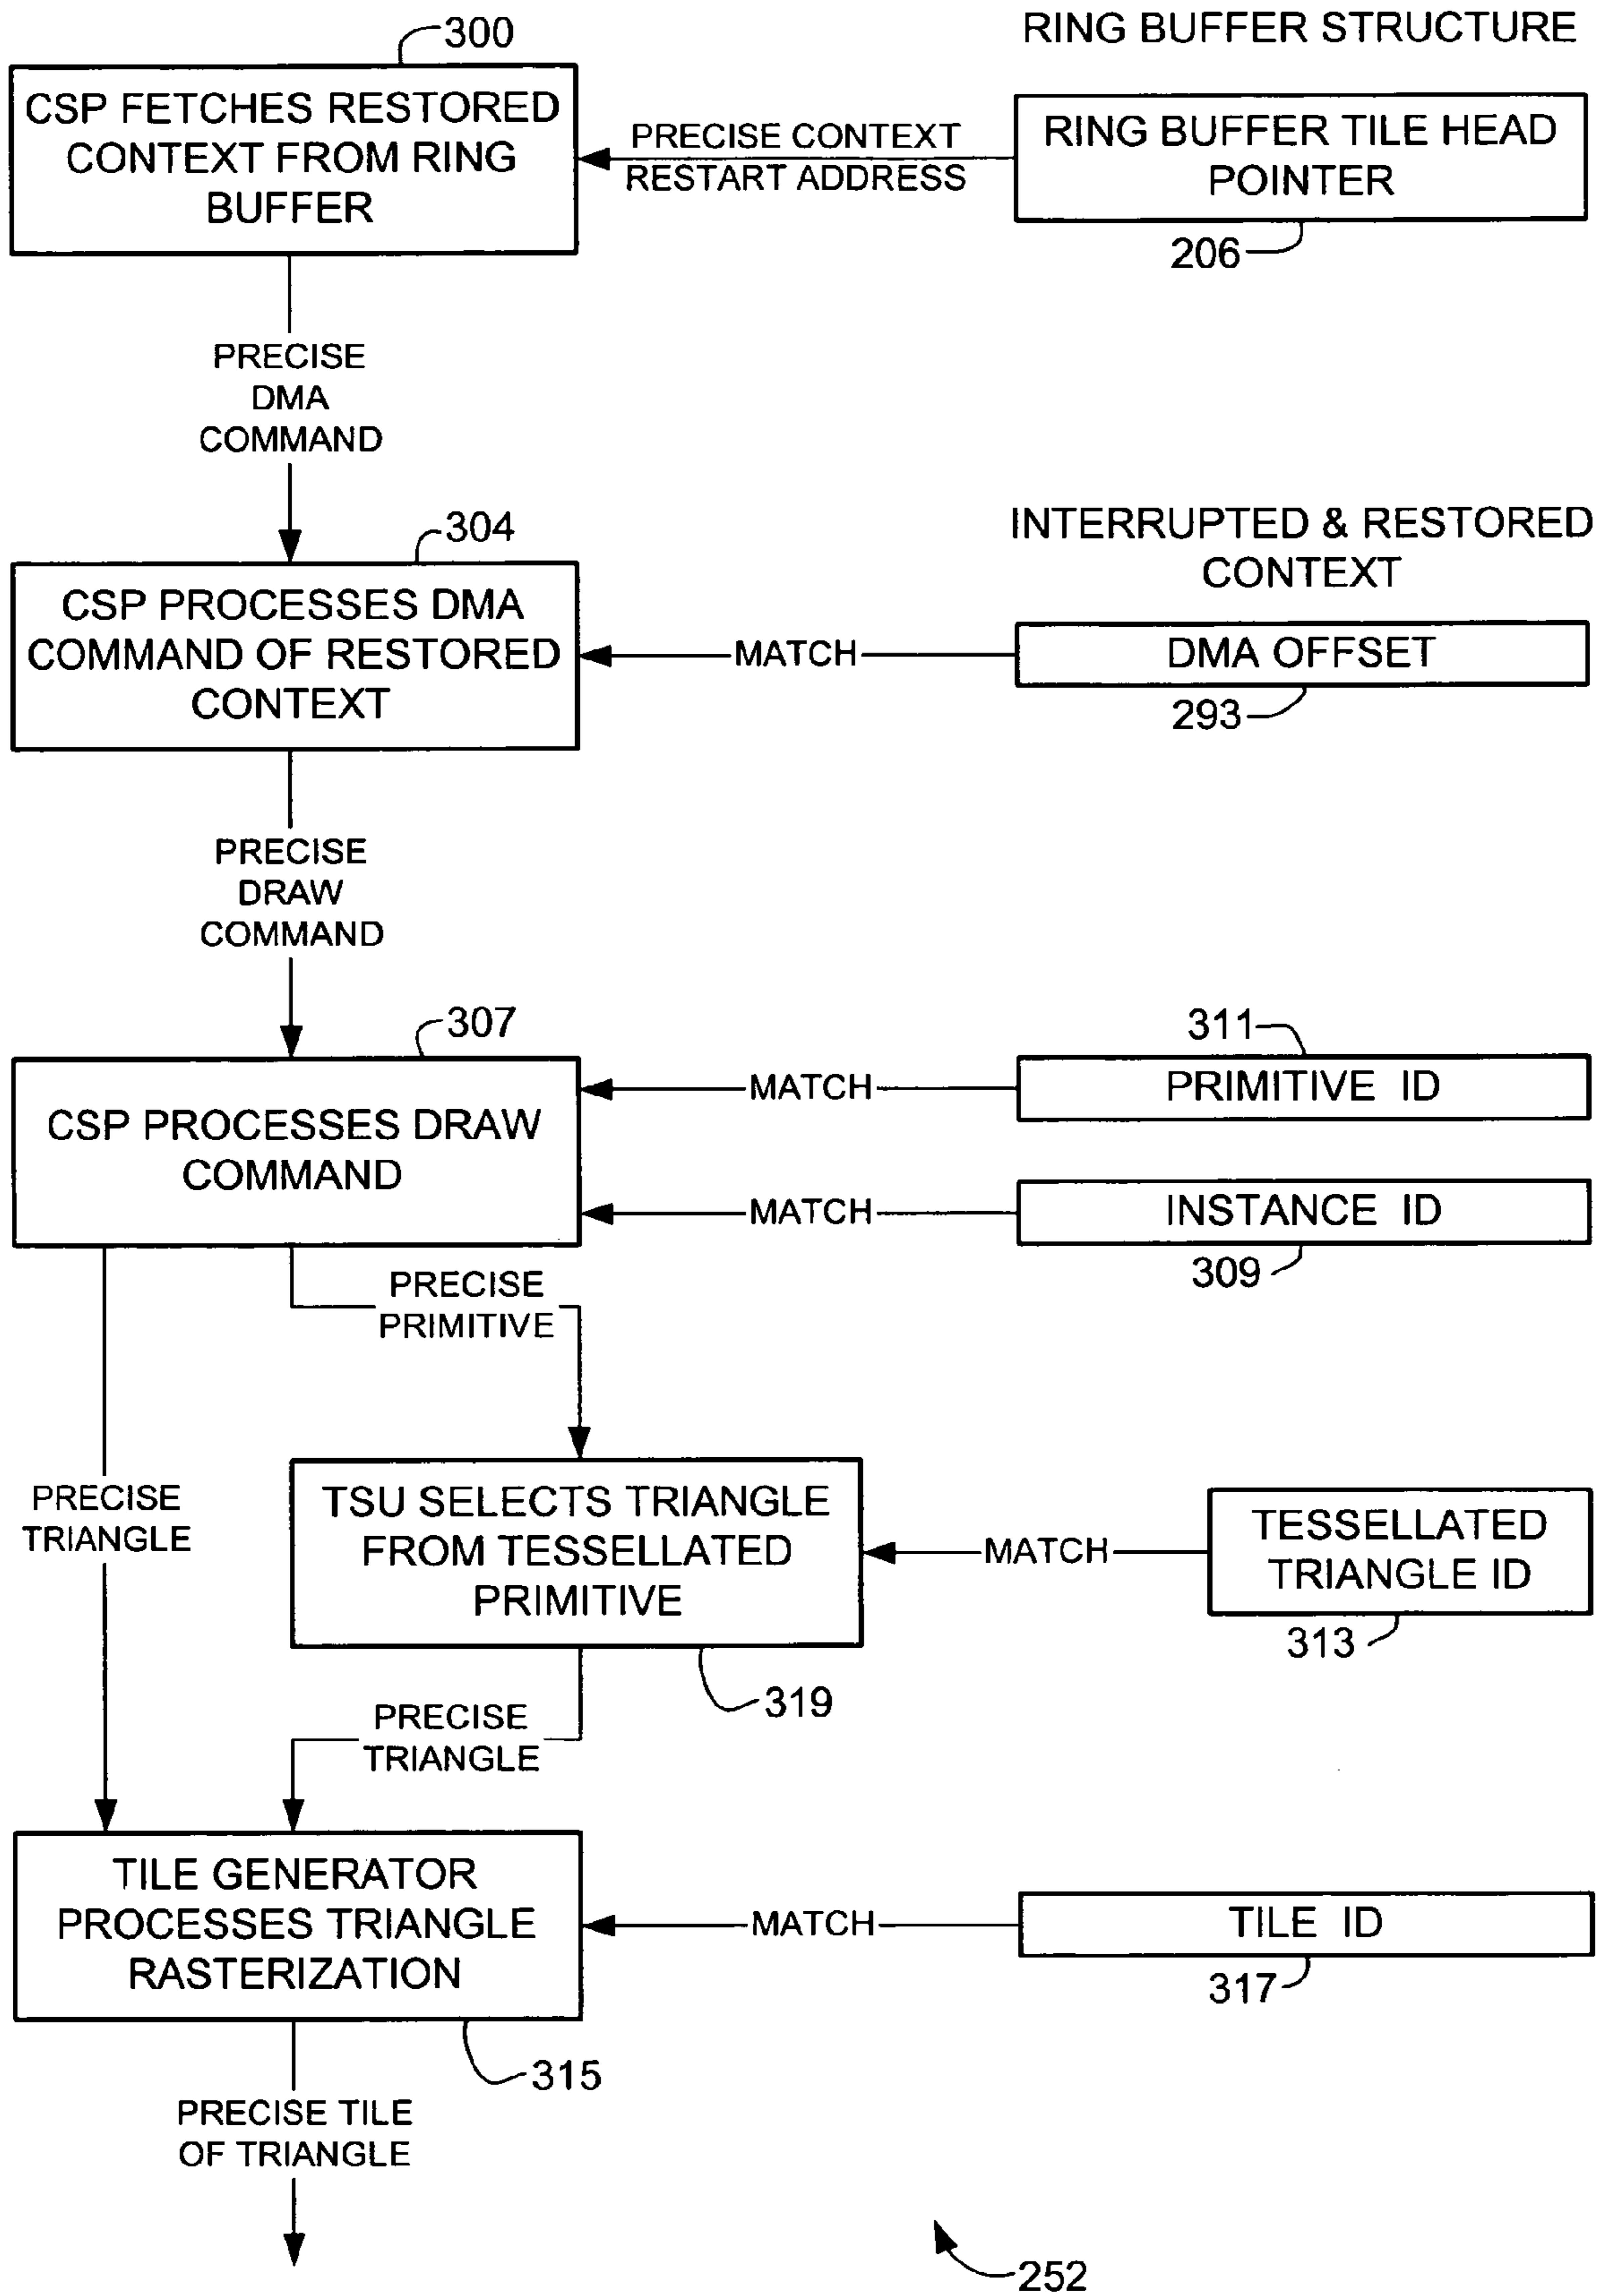 300
RING BUFFER STRUCTURE
CSP FETCHES RESTORED
CONTEXT FROM RING
BUFFER
PRECISE CONTEXT
RESTART ADDRESS
RING BUFFER TILE HEAD
POINTER
206
PRECISE
DMA
COMMAND
304
INTERRUPTED & RESTORED
CONTEXT
CSP PROCESSES DMA
COMMAND OF RESTORED
CONTEXT
MATCH
DMA OFFSET
293
PRECISE
DRAW
COMMAND
307
311
CSP PROCESSES DRAW
COMMAND
MATCH
PRIMITIVE ID
MATCH
INSTANCE ID
309
PRECISE
PRIMITIVE
PRECISE
TRIANGLE
TSU SELECTS TRIANGLE
FROM TESSELLATED
PRIMITIVE
MATCH
TESSELLATED
TRIANGLE ID
313
319
PRECISE
TRIANGLE
TILE GENERATOR
PROCESSES TRIANGLE
RASTERIZATION
MATCH
TILE ID
317
315
PRECISE TILE
OF TRIANGLE
252